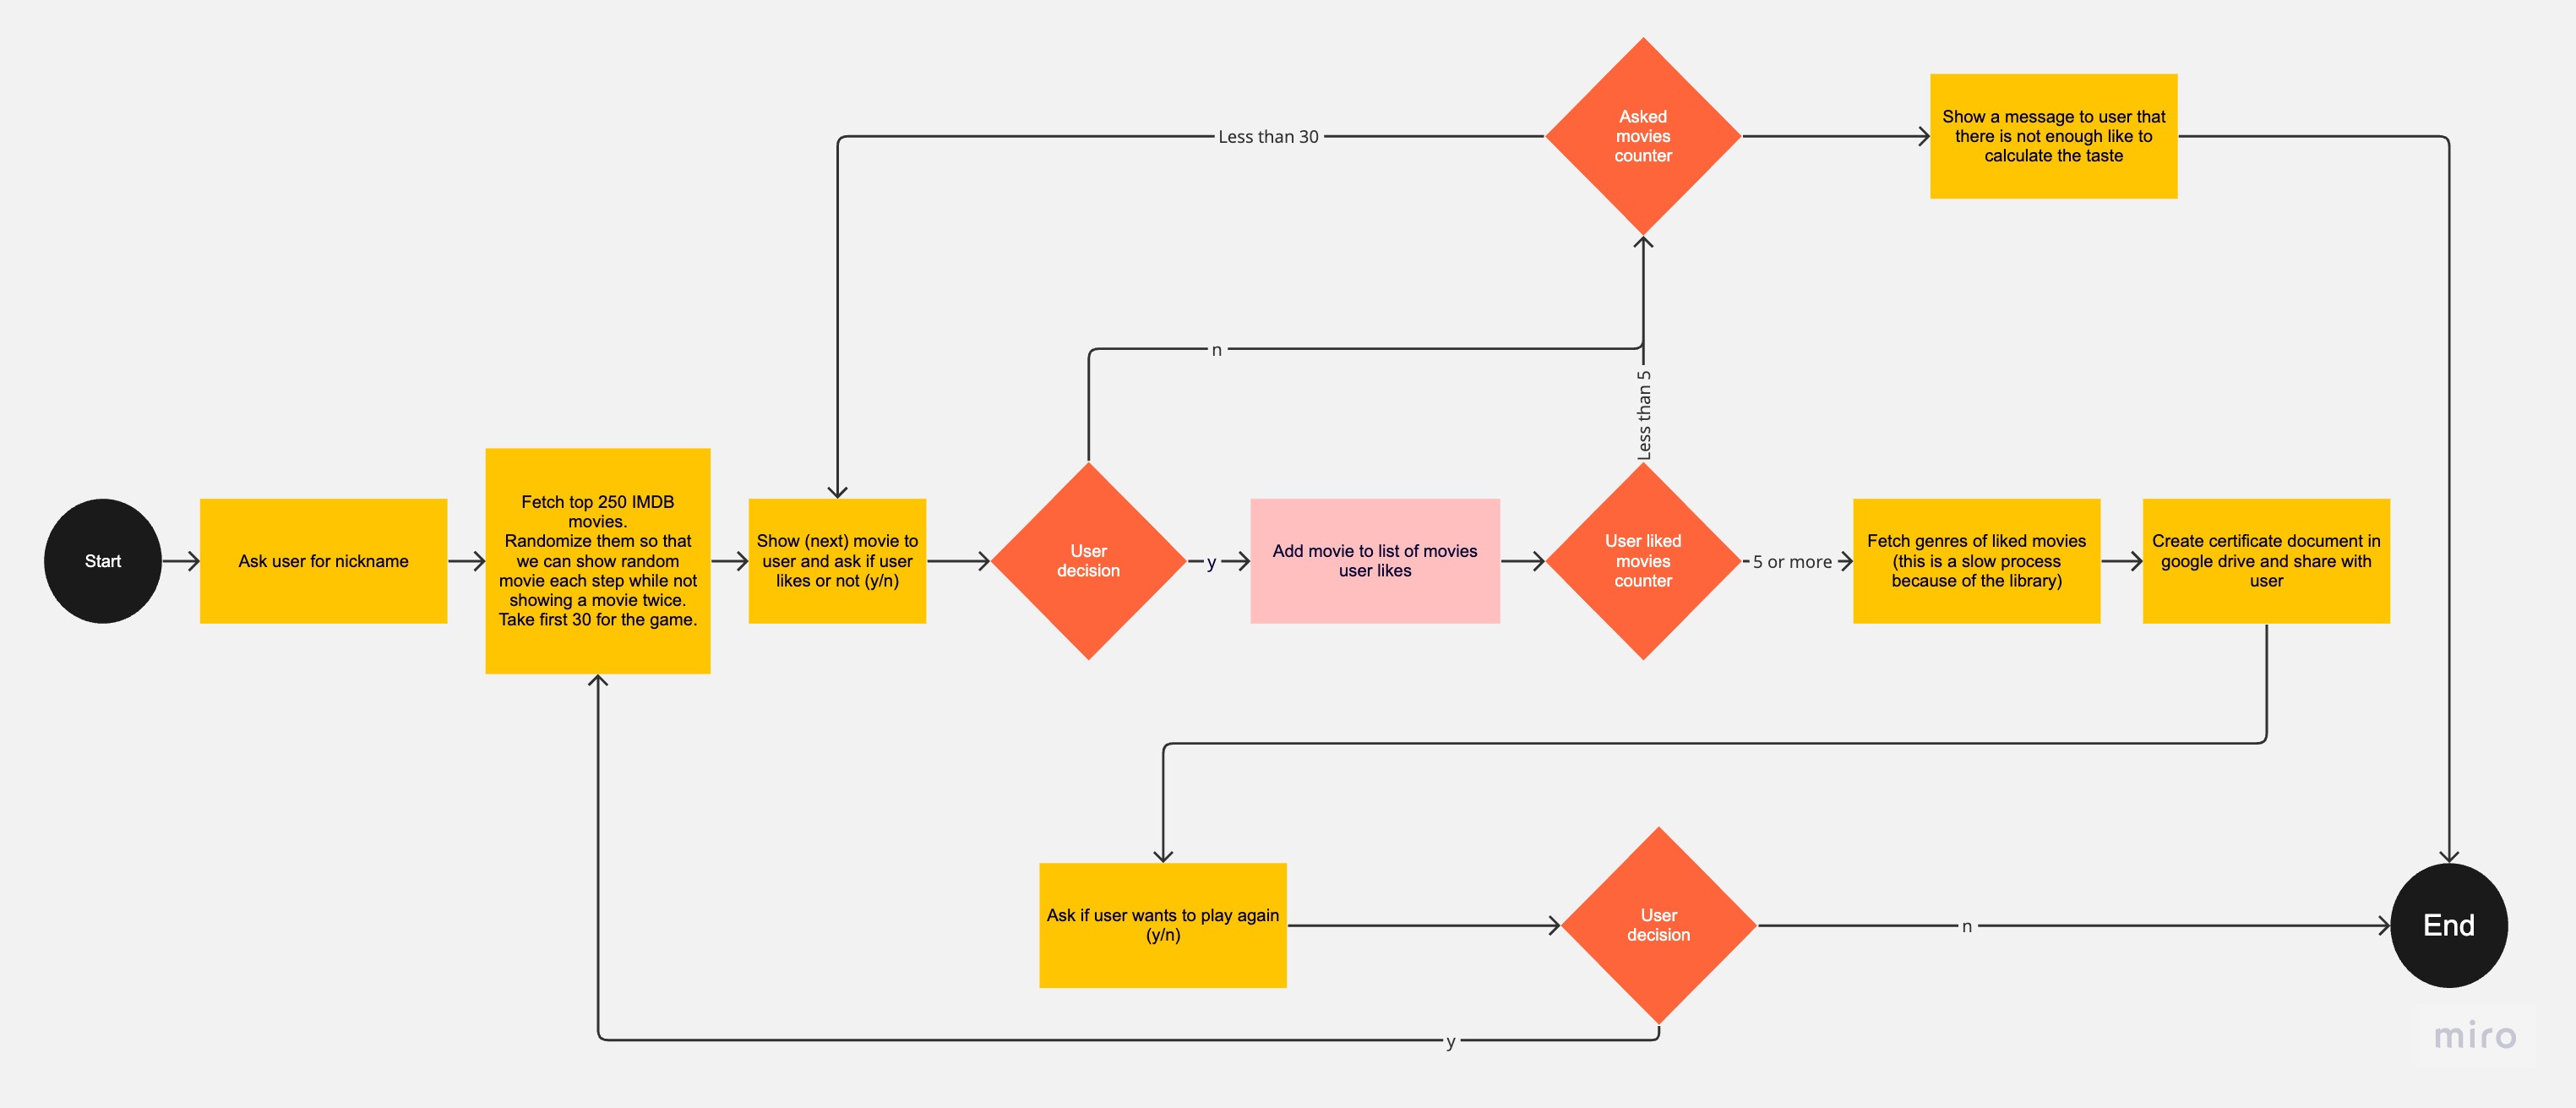 Asked
movies
counter
Show a message to user that
there is not enough like to
calculate the taste
Less than 30
n
Less than 5
Start
Ask user for nickname
Fetch top 250 IMDB
movies.
Randomize them so that
we can show random
movie each step while not
showing a movie twice.
Take first 30 for the game.
Show (next) movie to
user and ask if user
likes or not (y/n)
User
decision
y
Add movie to list of movies
user likes
User liked
movies
counter
5 or more
Fetch genres of liked movies
(this is a slow process
because of the library)
Create certificate document in
google drive and share with
user
Ask if user wants to play again
(y/n)
User
decision
n
End
y
miro